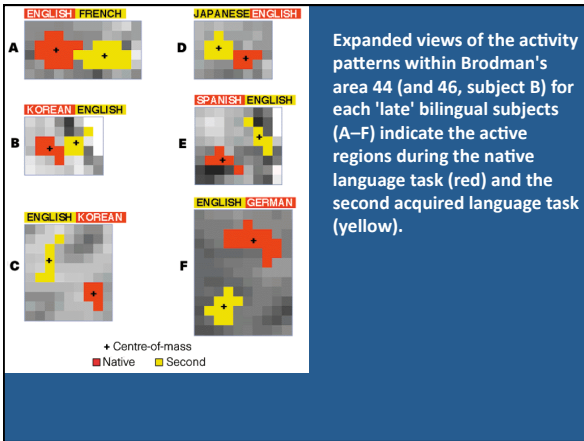 ENGLISH FRENCH
A
JAPANESE ENGLISH
D
KOREAN ENGLISH
B
SPANISH ENGLISH
E
ENGLISH KOREAN
C
ENGLISH GERMAN
F
+ Centre-of-mass
Native Second
Expanded views of the activity
patterns within Brodman's
area 44 (and 46, subject B) for
each 'late' bilingual subjects
(A–F) indicate the active
regions during the native
language task (red) and the
second acquired language task
(yellow).